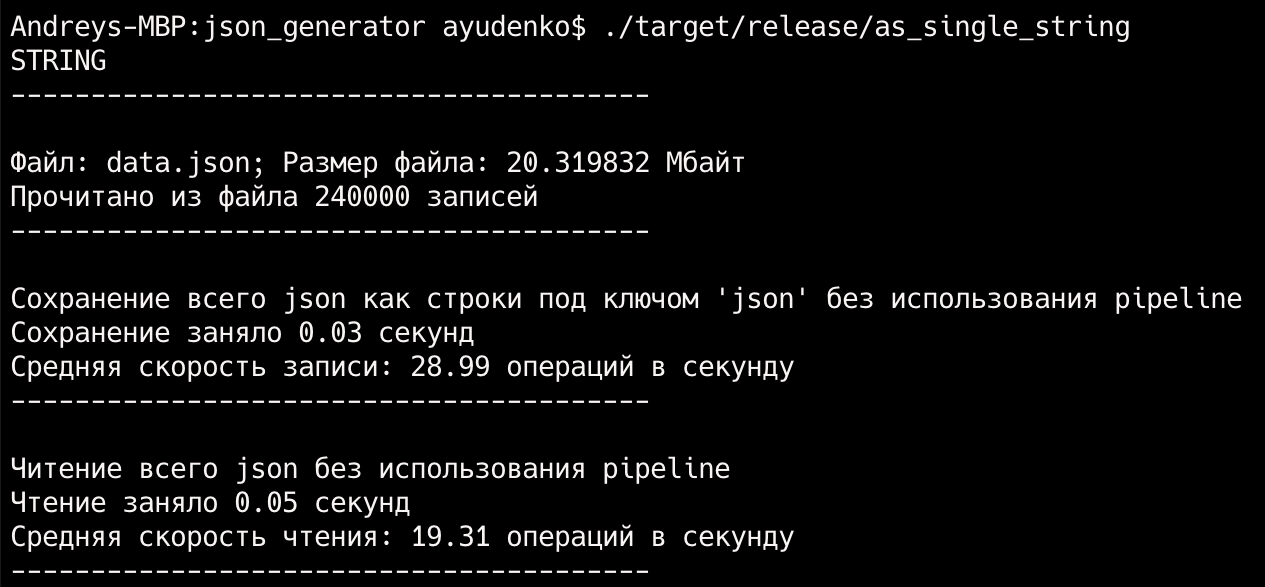 Andreys-MBP:json_generator ayudenko$ ./target/release/as_single_string
STRING
----------------------------------------
Файл: data.json; Размер файла: 20.319832 Мбайт
Прочитано из файла 240000 записей
----------------------------------------
Сохранение всего json как строки под ключом 'json' без использования pipeline
Сохранение заняло 0.03 секунд
Средняя скорость записи: 28.99 операций в секунду
----------------------------------------
Читение всего json без использования pipeline
Чтение заняло 0.05 секунд
Средняя скорость чтения: 19.31 операций в секунду
----------------------------------------